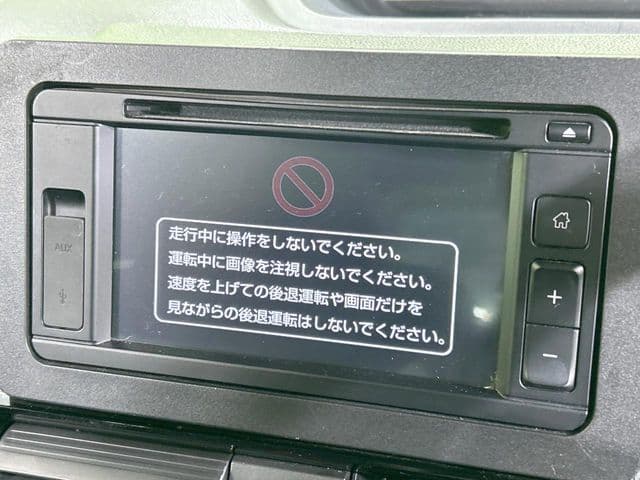 走行中に操作をしないでください。
運転中に画像を注視しないでください。
速度を上げての後退運転や画面だけを
見ながらの後退運転はしないでください。
AUX